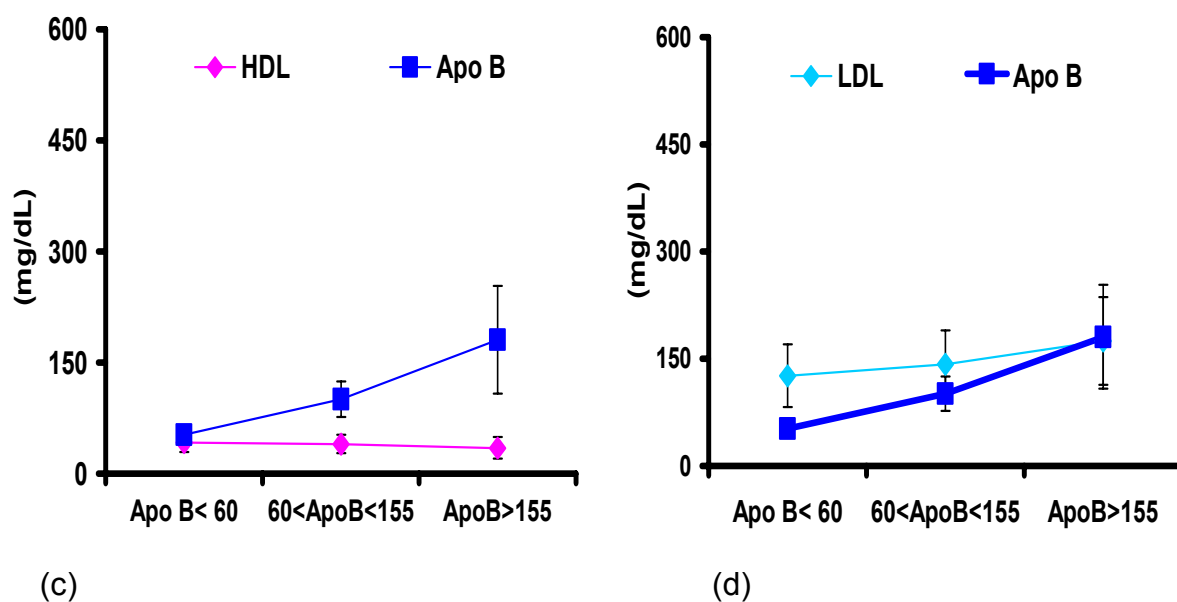 600
HDL
Apo B
450
(mg/dL)
300
150
0
Apo B< 60
60<ApoB<155
ApoB>155
(c)
600
LDL
Apo B
450
(mg/dL)
300
150
0
Apo B< 60
60<ApoB<155
ApoB>155
(d)